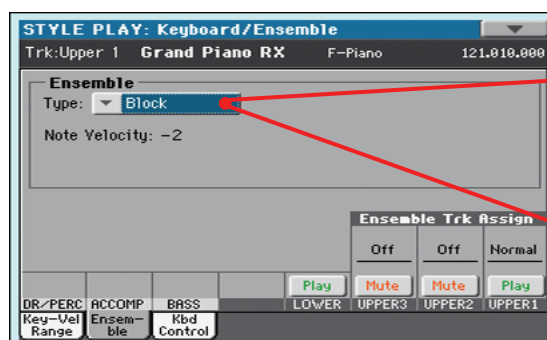 STYLE PLAY: Keyboard/Ensemble
Trk:Upper 1 Grand Piano RX F-Piano 121.010.000
Ensemble
Type: Block
Note Velocity: -2
Ensemble Trk Assign
Off Off Normal
Play Mute Mute Play
DR/PERC ACCOMP BASS LOWER UPPER3 UPPER2 UPPER1
Key-Vel Ensem- Kbd
Range ble Control